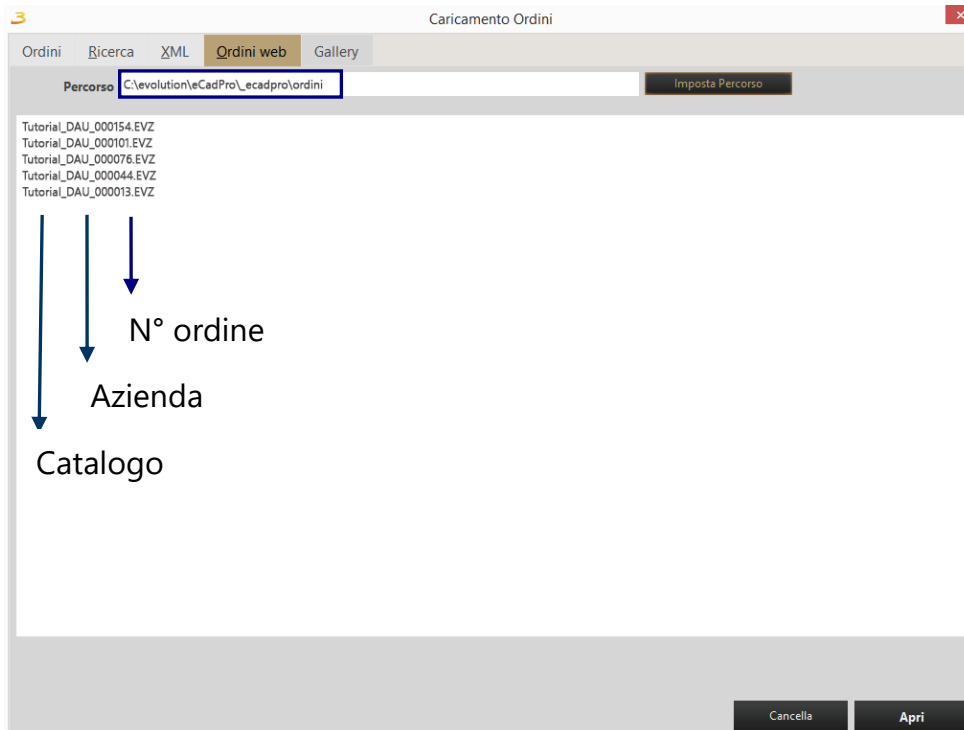 Caricamento Ordini
Ordini Ricerca XML Ordini web Gallery
Percorso C:\evolution\eCadPro\_ecadpro\ordini Imposta Percorso
Tutorial_DAU_000154.EVZ
Tutorial_DAU_000101.EVZ
Tutorial_DAU_000076.EVZ
Tutorial_DAU_000044.EVZ
Tutorial_DAU_000013.EVZ
N° ordine
Azienda
Catalogo
Cancella Apri